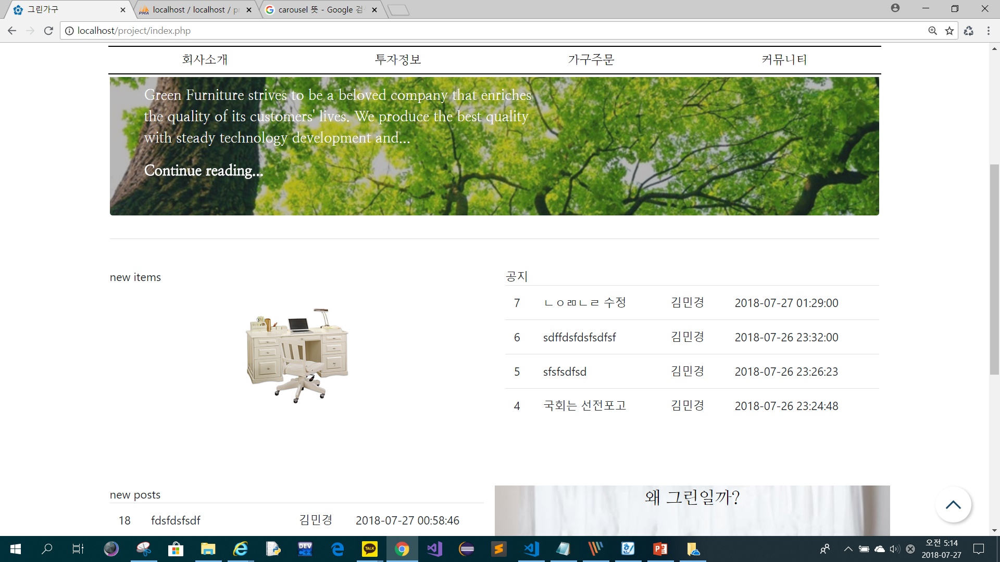 그린가구
localhost / localhost / pr
carousel 뜻 - Google 검색
localhost/project/index.php
회사소개 투자정보 가구주문 커뮤니티
Green Furniture strives to be a beloved company that enriches
the quality of its customers' lives. We produce the best quality
with steady technology development and...
Continue reading...
new items
공지
7 ㄴㅇㄻㄴㄹ 수정 김민경 2018-07-27 01:29:00
6 sdffdsfdsfsdfsf 김민경 2018-07-26 23:32:00
5 sfsfsdfsd 김민경 2018-07-26 23:26:23
4 국회는 선전포고 김민경 2018-07-26 23:24:48
new posts
18 fdsfdsfsdf 김민경 2018-07-27 00:58:46
왜 그린일까?
PMA
DEV
TALK
오전 5:14
2018-07-27